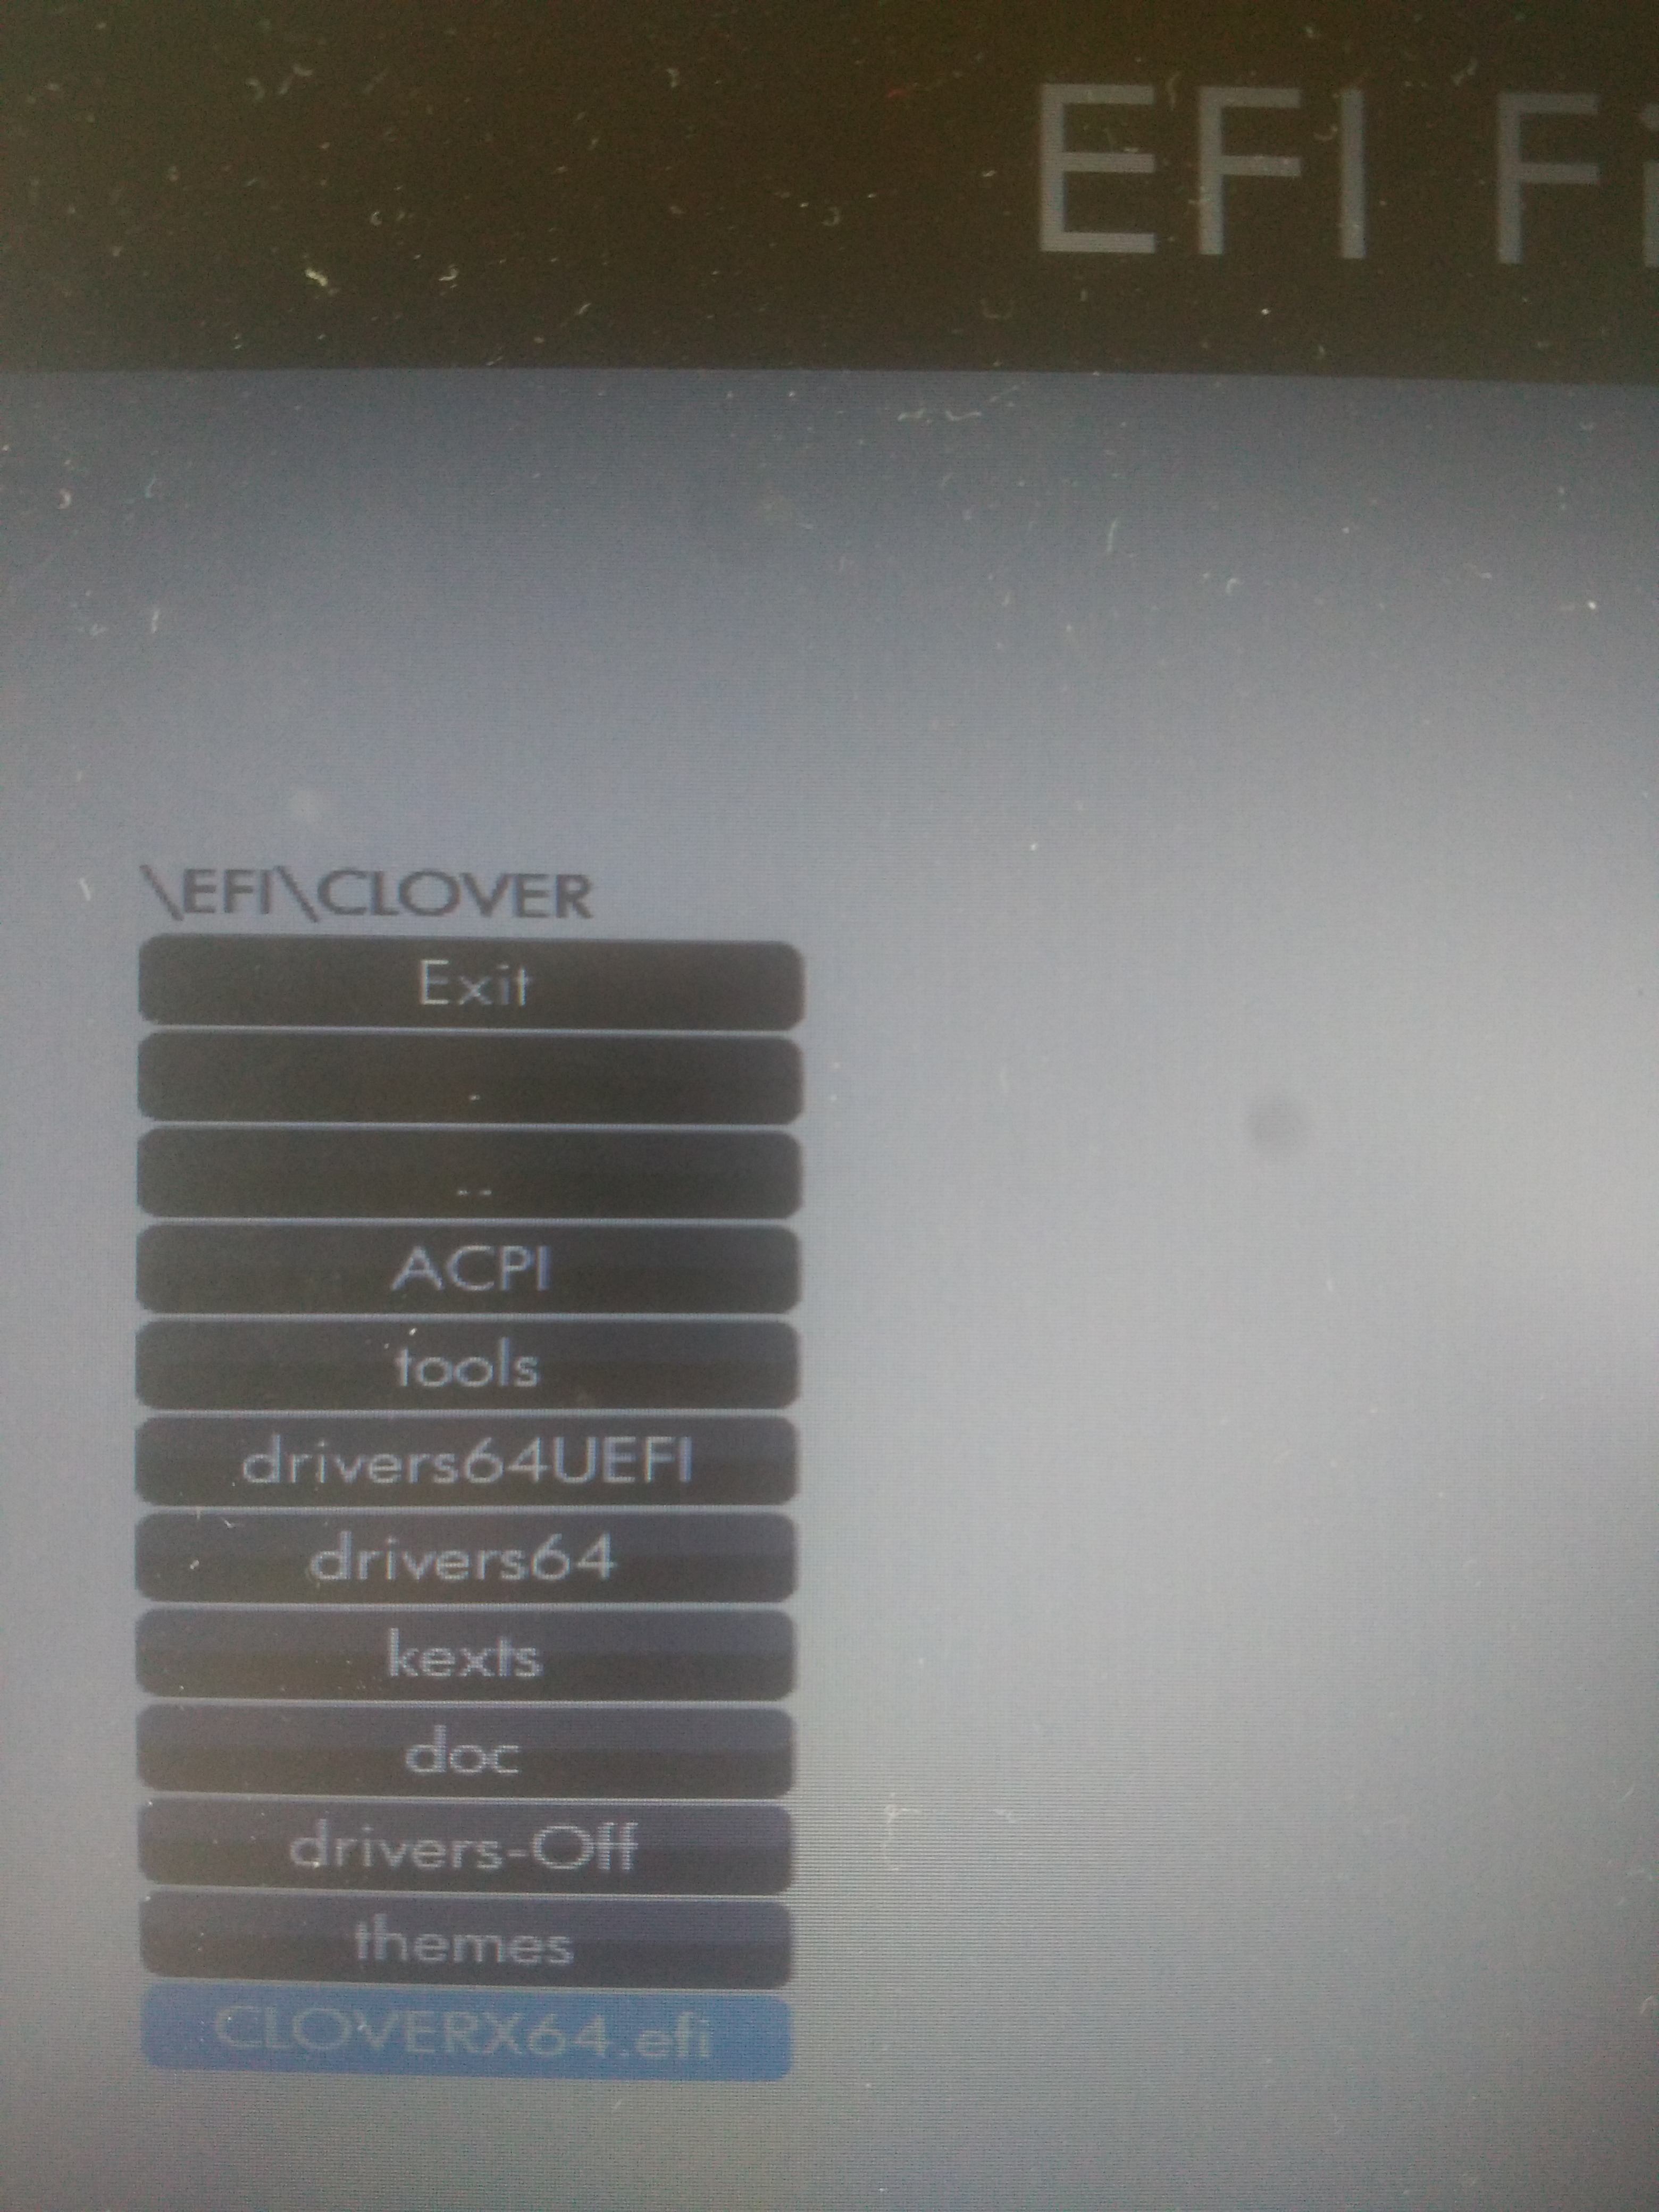 EFI Fi
\EFI\CLOVER
Exit
.
..
ACPI
tools
drivers64UEFI
drivers64
kexts
doc
drivers-Off
themes
CLOVERX64.efi